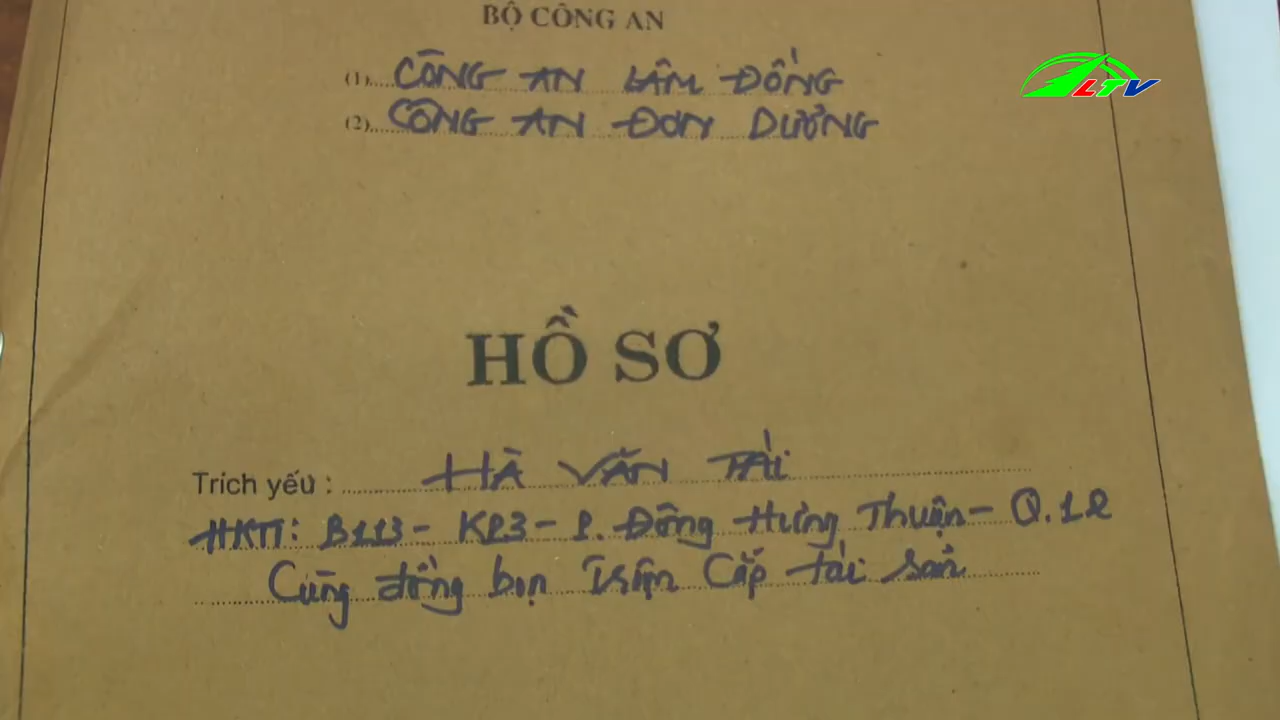 BỘ CÔNG AN
(1)....CÔNG AN LÂM ĐỒNG
LTV
(2)....CÔNG AN ĐƠN DƯƠNG
HỒ SƠ
Trích yếu : HÀ VĂN TÀI
HKTT: B113 - KP3 - P. Đông Hưng Thuận - Q.12
Cùng đồng bọn Trộm Cắp tài sản